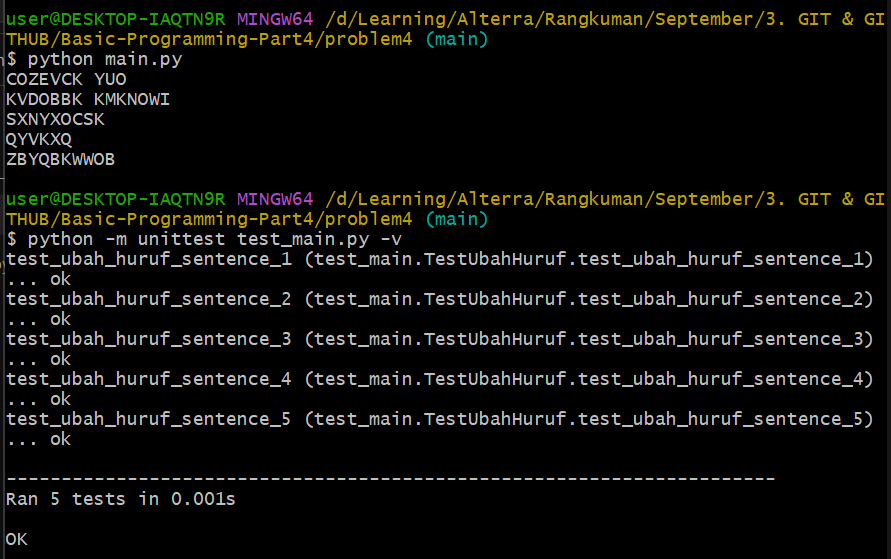 user@DESKTOP-IAQTN9R MINGW64 /d/Learning/Alterra/Rangkuman/September/3. GIT & GI
THUB/Basic-Programming-Part4/problem4 (main)
$ python main.py
COZEVCK YUO
KVDOBBK KMKNOWI
SXNYXOCSK
QYVKXQ
ZBYQBKWWOB

user@DESKTOP-IAQTN9R MINGW64 /d/Learning/Alterra/Rangkuman/September/3. GIT & GI
THUB/Basic-Programming-Part4/problem4 (main)
$ python -m unittest test_main.py -v
test_ubah_huruf_sentence_1 (test_main.TestUbahHuruf.test_ubah_huruf_sentence_1)
... ok
test_ubah_huruf_sentence_2 (test_main.TestUbahHuruf.test_ubah_huruf_sentence_2)
... ok
test_ubah_huruf_sentence_3 (test_main.TestUbahHuruf.test_ubah_huruf_sentence_3)
... ok
test_ubah_huruf_sentence_4 (test_main.TestUbahHuruf.test_ubah_huruf_sentence_4)
... ok
test_ubah_huruf_sentence_5 (test_main.TestUbahHuruf.test_ubah_huruf_sentence_5)
... ok

----------------------------------------------------------------------
Ran 5 tests in 0.001s

OK